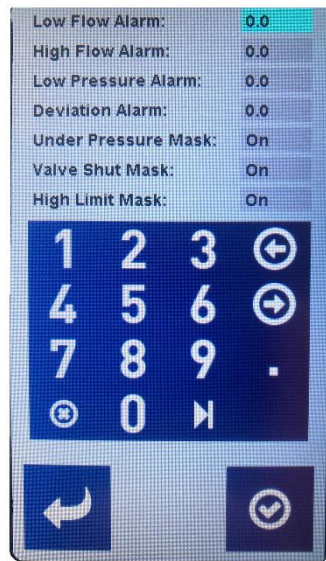 Low Flow Alarm: 0.0
High Flow Alarm: 0.0
Low Pressure Alarm: 0.0
Deviation Alarm: 0.0
Under Pressure Mask: On
Valve Shut Mask: On
High Limit Mask: On
1 2 3
4 5 6
7 8 9 .
0